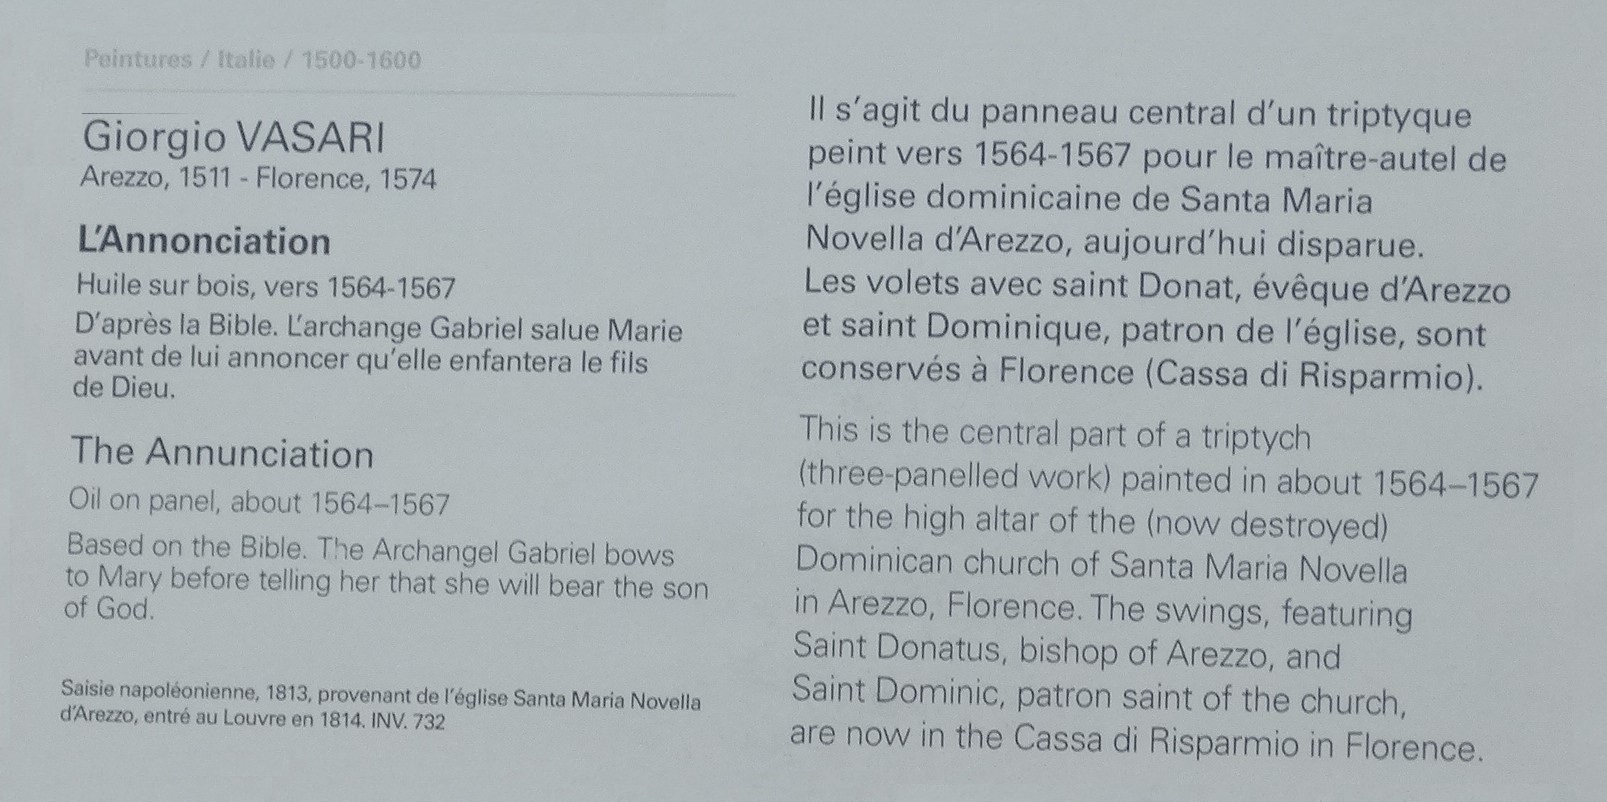 Peintures / Italie / 1500-1600
Giorgio VASARI
Arezzo, 1511 - Florence, 1574
L'Annonciation
Huile sur bois, vers 1564-1567
D'après la Bible. L'archange Gabriel salue Marie
avant de lui annoncer qu'elle enfantera le fils
de Dieu.
The Annunciation
Oil on panel, about 1564–1567
Based on the Bible. The Archangel Gabriel bows
to Mary before telling her that she will bear the son
of God.
Saisie napoléonienne, 1813, provenant de l'église Santa Maria Novella
d'Arezzo, entré au Louvre en 1814. INV. 732
Il s'agit du panneau central d'un triptyque
peint vers 1564-1567 pour le maître-autel de
l'église dominicaine de Santa Maria
Novella d'Arezzo, aujourd'hui disparue.
Les volets avec saint Donat, évêque d'Arezzo
et saint Dominique, patron de l'église, sont
conservés à Florence (Cassa di Risparmio).
This is the central part of a triptych
(three-panelled work) painted in about 1564–1567
for the high altar of the (now destroyed)
Dominican church of Santa Maria Novella
in Arezzo, Florence. The swings, featuring
Saint Donatus, bishop of Arezzo, and
Saint Dominic, patron saint of the church,
are now in the Cassa di Risparmio in Florence.